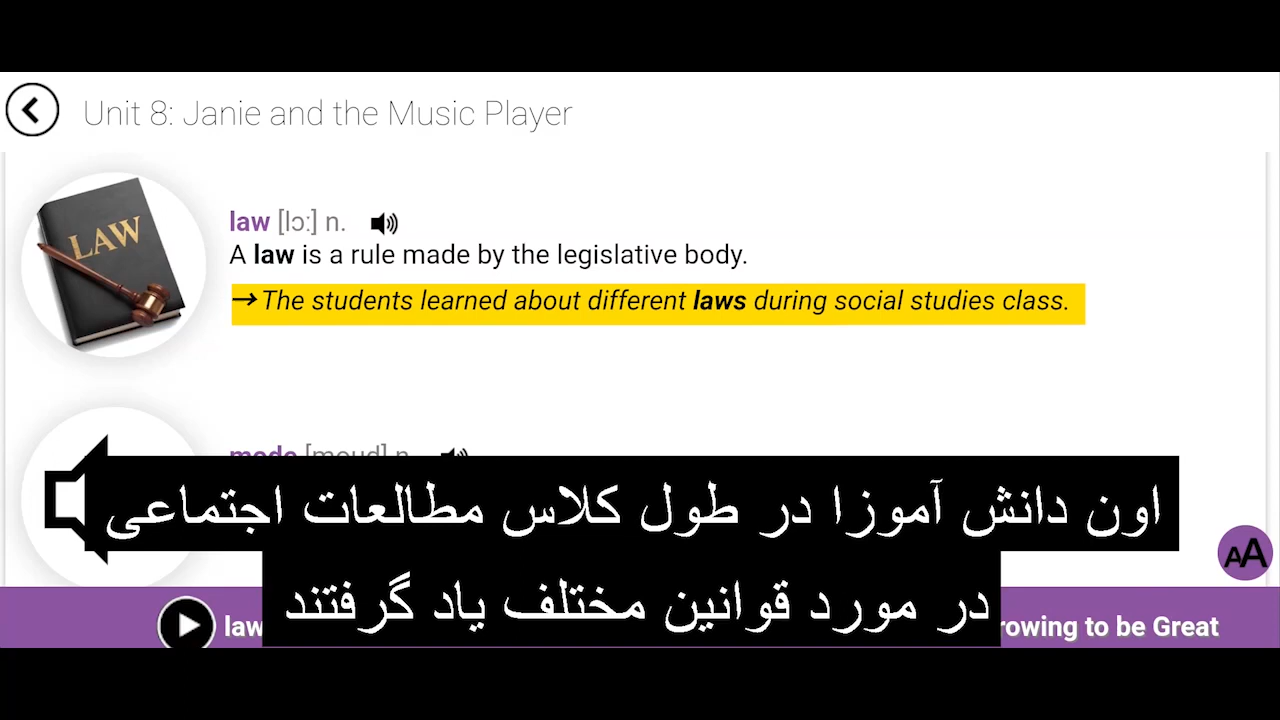 Unit 8: Janie and the Music Player
LAW
law [lɔː] n.
A law is a rule made by the legislative body.
→ The students learned about different laws during social studies class.
mode [moud] n.
اون دانش آموزا در طول کلاس مطالعات اجتماعی
در مورد قوانین مختلف یاد گرفتند
AA
law
rowing to be Great